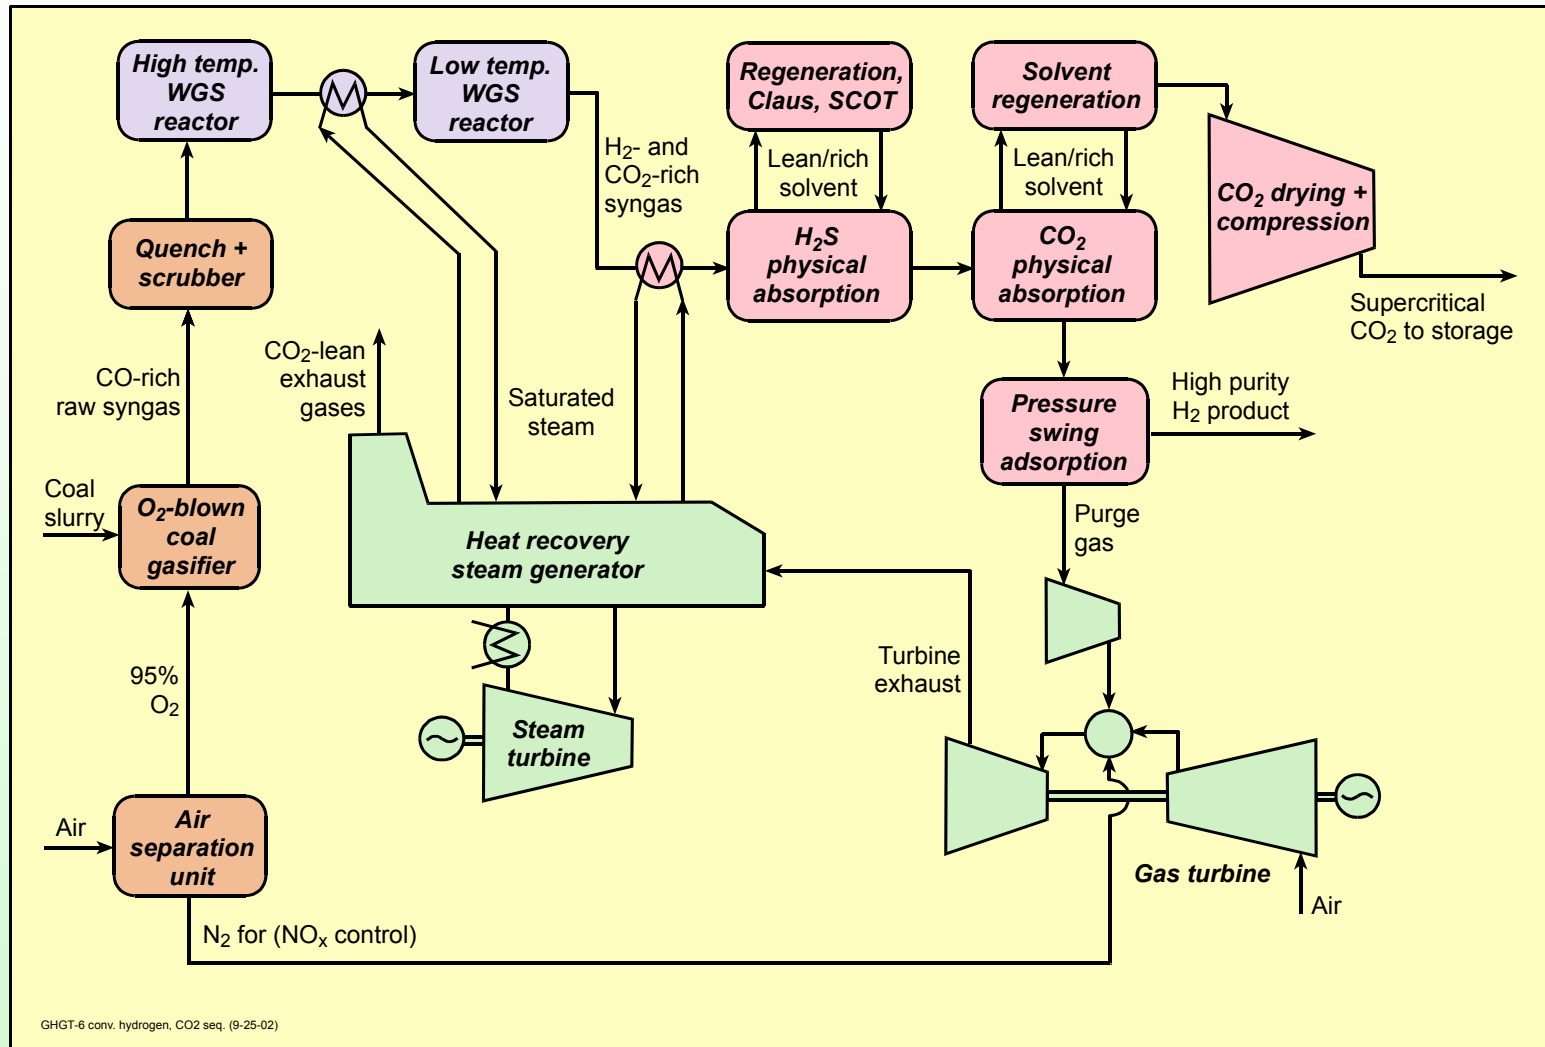 High temp.
WGS
reactor
Low temp.
WGS
reactor
Regeneration,
Claus, SCOT
Solvent
regeneration
H₂- and
CO₂-rich
syngas
Lean/rich
solvent
Lean/rich
solvent
CO₂ drying +
compression
Quench +
scrubber
H₂S
physical
absorption
CO₂
physical
absorption
Supercritical
CO₂ to storage
CO₂-lean
exhaust
gases
CO-rich
raw syngas
Saturated
steam
Pressure
swing
adsorption
High purity
H₂ product
Coal
slurry
O₂-blown
coal
gasifier
Heat recovery
steam generator
Purge
gas
95%
O₂
Turbine
exhaust
Steam
turbine
Air
Air
separation
unit
Gas turbine
Air
N₂ for (NOₓ control)
GHGT-6 conv. hydrogen, CO2 seq. (9-25-02)